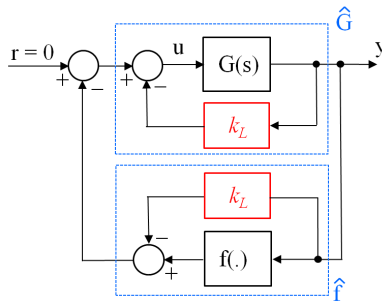 Ĝ
r = 0
+
−
+
−
u
G(s)
y
k_L
k_L
−
+
f(.)
f̂